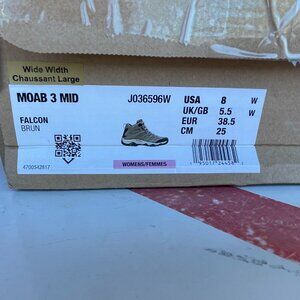 Wide Width
Chaussant Large
MOAB 3 MID
J036596W
USA 8 W
UK/GB 5.5 W
EUR 38.5
CM 25
FALCON
BRUN
WOMENS/FEMMES
4700542817